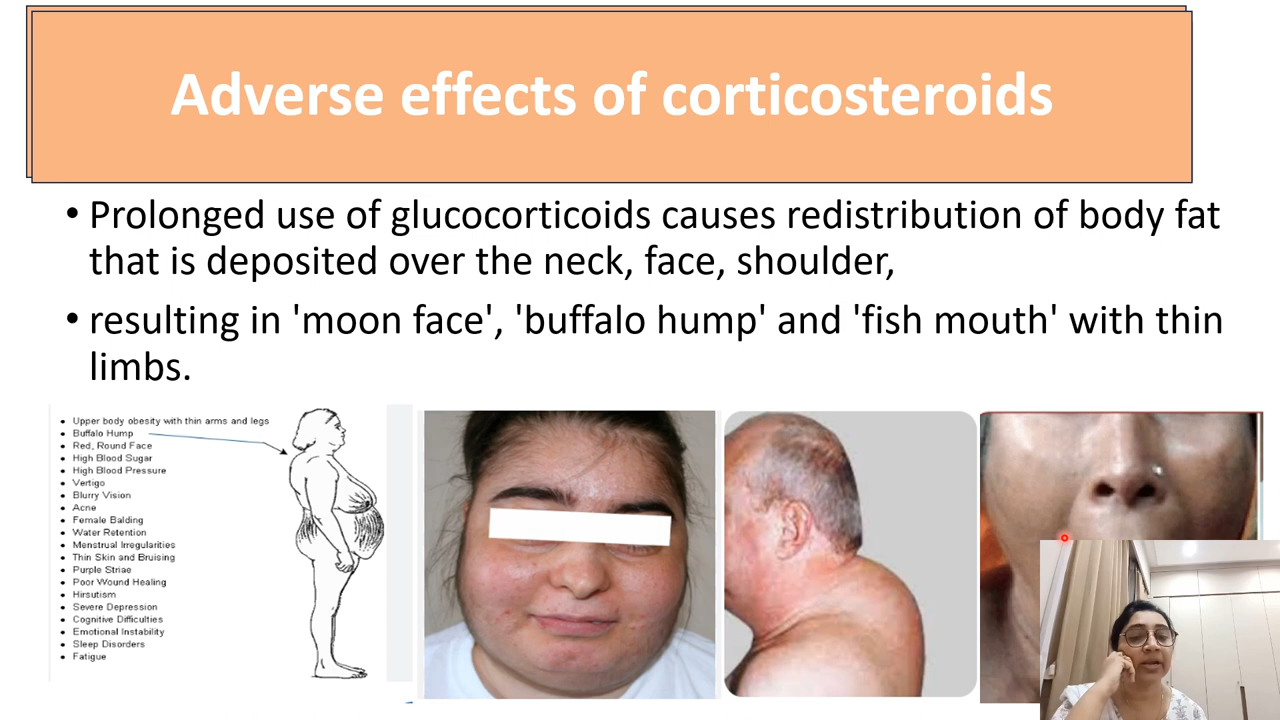 Adverse effects of corticosteroids
• Prolonged use of glucocorticoids causes redistribution of body fat
that is deposited over the neck, face, shoulder,
• resulting in 'moon face', 'buffalo hump' and 'fish mouth' with thin
limbs.
• Upper body obesity with thin arms and legs
• Buffalo Hump
• Red, Round Face
• High Blood Sugar
• High Blood Pressure
• Vertigo
• Blurry Vision
• Acne
• Female Balding
• Water Retention
• Menstrual Irregularities
• Thin Skin and Bruising
• Purple Striae
• Poor Wound Healing
• Hirsutism
• Severe Depression
• Cognitive Difficulties
• Emotional Instability
• Sleep Disorders
• Fatigue